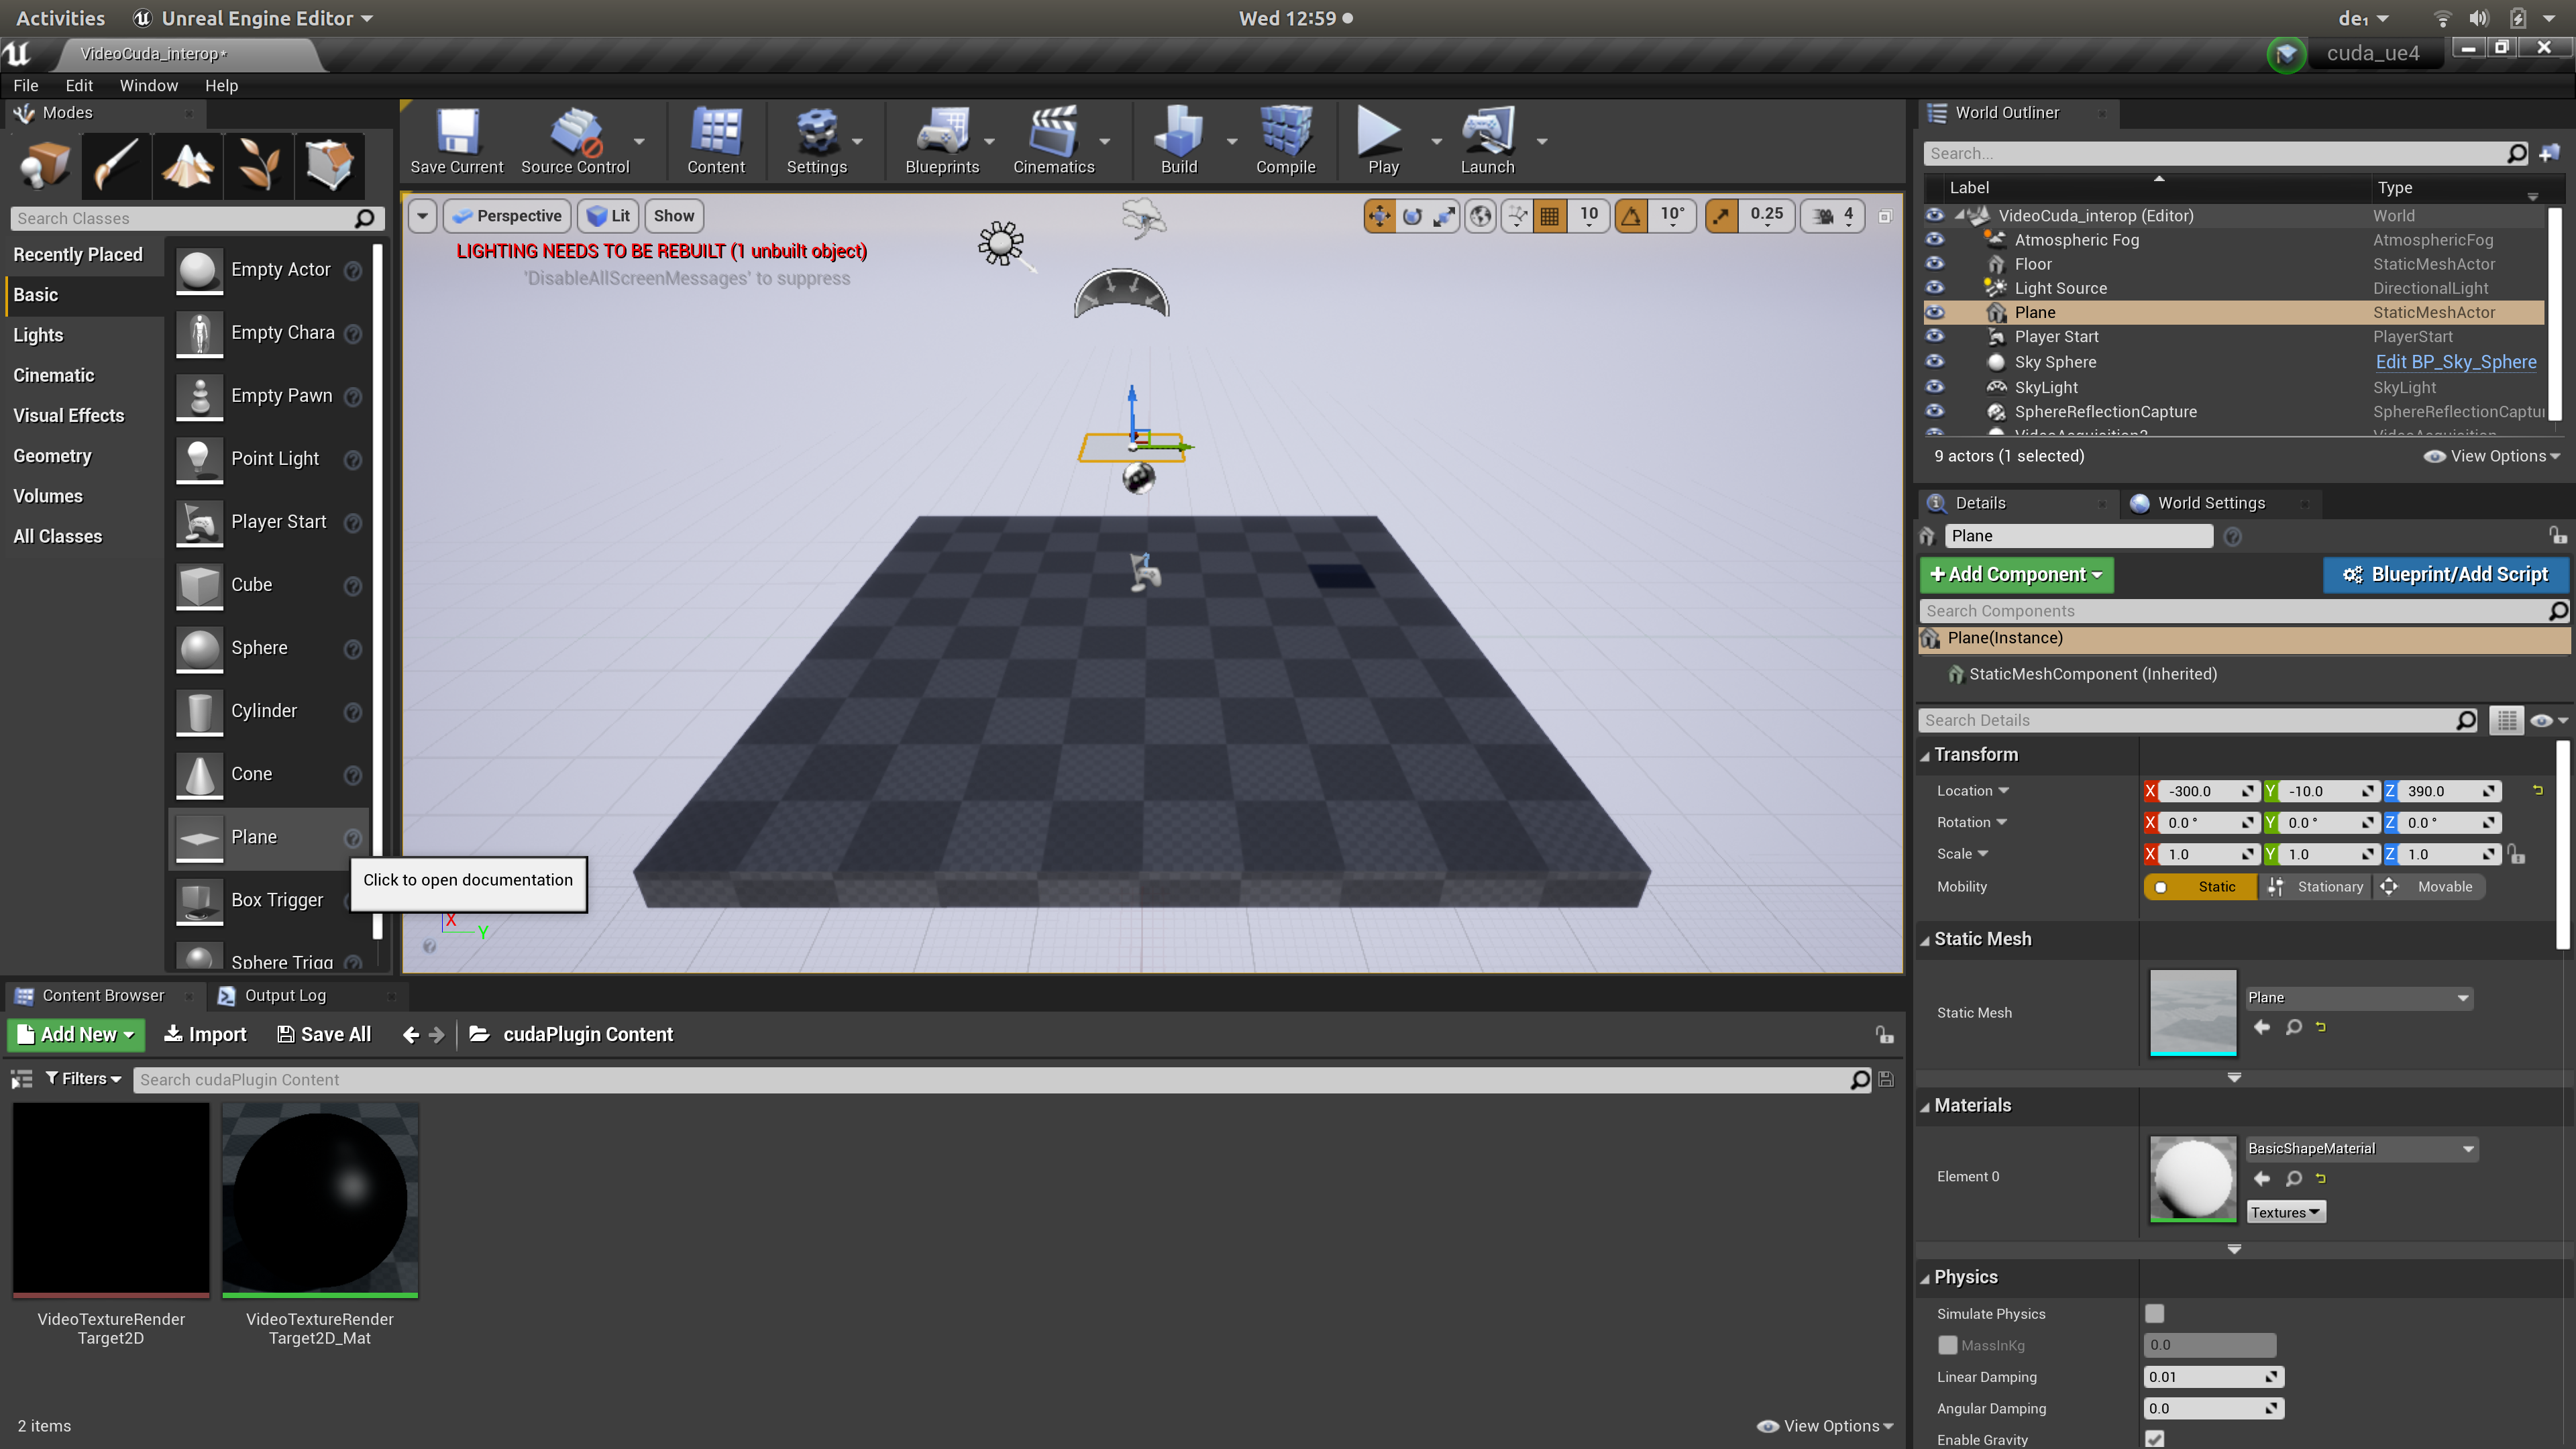 Activities
Unreal Engine Editor
Wed 12:59
de₁
VideoCuda_interop*
cuda_ue4
File Edit Window Help
Modes
Search Classes
Recently Placed
Basic
Lights
Cinematic
Visual Effects
Geometry
Volumes
All Classes
Empty Actor
Empty Chara
Empty Pawn
Point Light
Player Start
Cube
Sphere
Cylinder
Cone
Plane
Box Trigger
Sphere Trigg
Click to open documentation
Save Current
Source Control
Content
Settings
Blueprints
Cinematics
Build
Compile
Play
Launch
Perspective
Lit
Show
10
10°
0.25
4
LIGHTING NEEDS TO BE REBUILT (1 unbuilt object)
'DisableAllScreenMessages' to suppress
X
Y
World Outliner
Search...
Label Type
VideoCuda_interop (Editor) World
Atmospheric Fog AtmosphericFog
Floor StaticMeshActor
Light Source DirectionalLight
Plane StaticMeshActor
Player Start PlayerStart
Sky Sphere Edit BP_Sky_Sphere
SkyLight SkyLight
SphereReflectionCapture SphereReflectionCaptu
VideoAcquisition2 VideoAcquisition
9 actors (1 selected)
View Options
Details
World Settings
Plane
+Add Component
Blueprint/Add Script
Search Components
Plane(Instance)
StaticMeshComponent (Inherited)
Search Details
Transform
Location X -300.0 Y -10.0 Z 390.0
Rotation X 0.0 ° Y 0.0 ° Z 0.0 °
Scale X 1.0 Y 1.0 Z 1.0
Mobility Static Stationary Movable
Static Mesh
Static Mesh
Plane
Materials
Element 0
BasicShapeMaterial
Textures
Physics
Simulate Physics
MassInKg 0.0
Linear Damping 0.01
Angular Damping 0.0
Enable Gravity
Content Browser
Output Log
Add New
Import
Save All
cudaPlugin Content
Filters
Search cudaPlugin Content
VideoTextureRender
Target2D
VideoTextureRender
Target2D_Mat
2 items
View Options